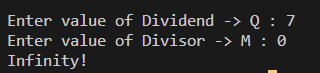 Enter value of Dividend -> Q : 7
Enter value of Divisor -> M : 0
Infinity!